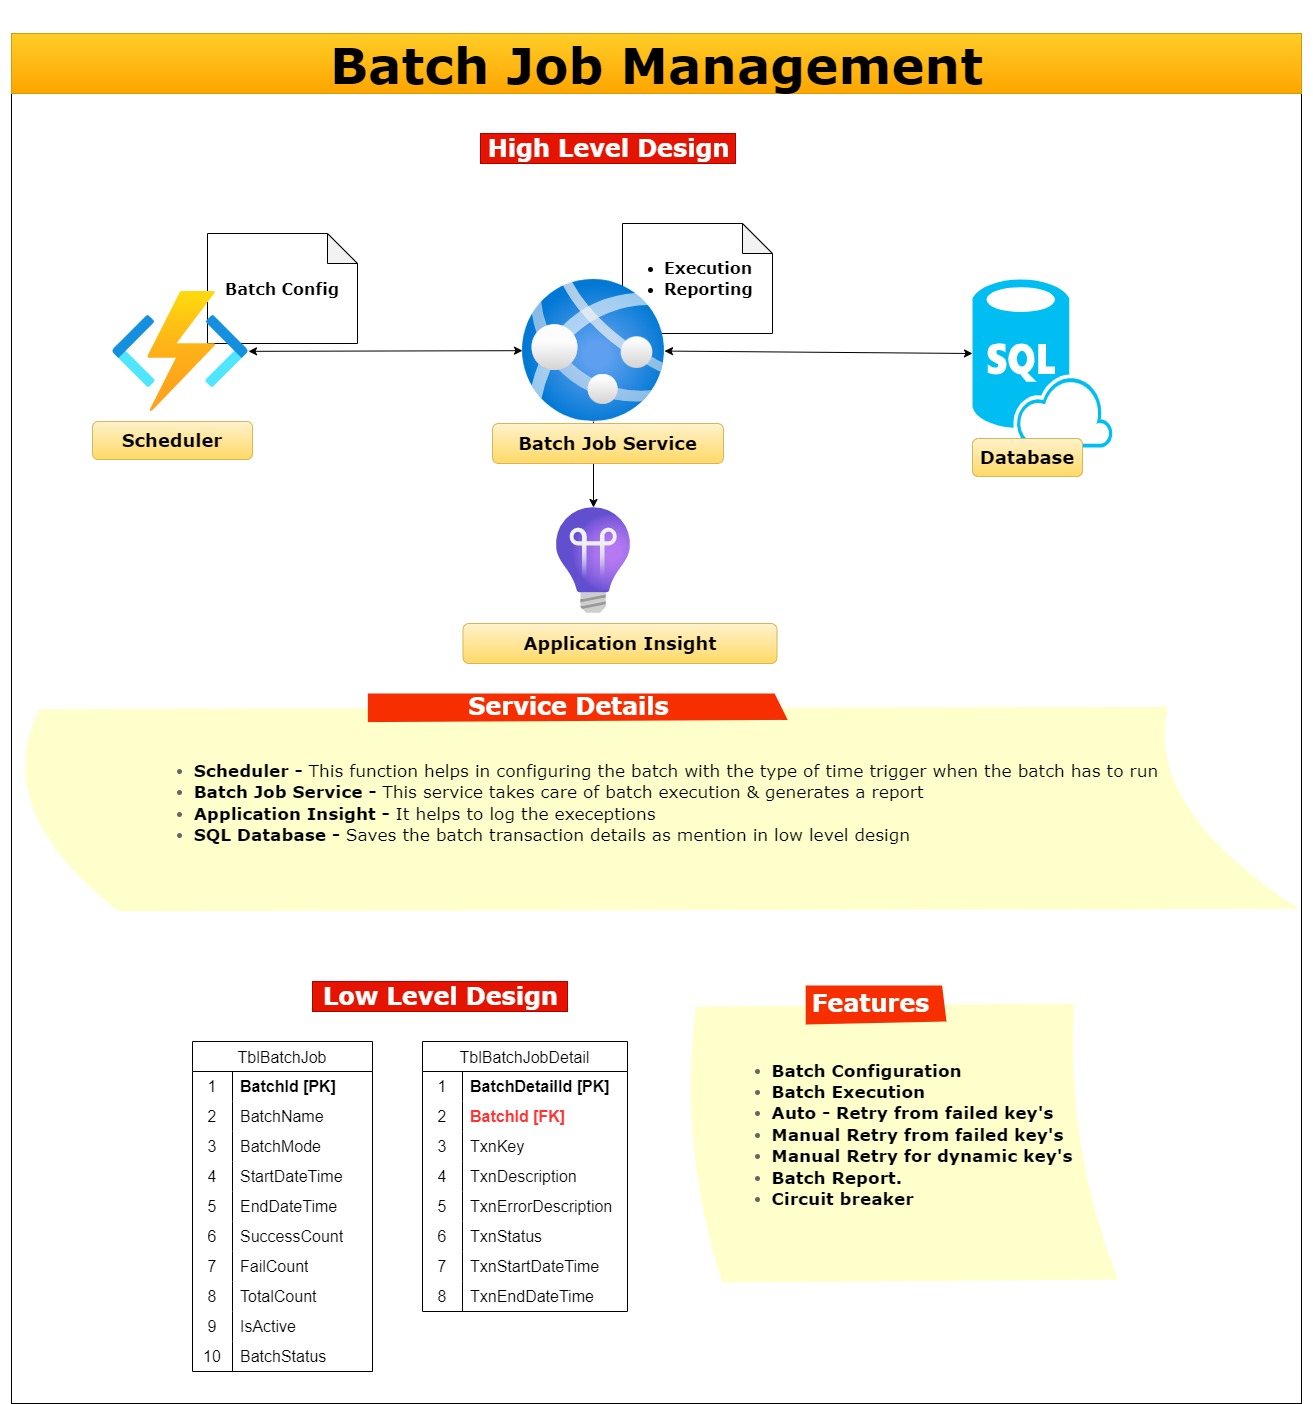 Batch Job Management
High Level Design
Batch Config
• Execution
• Reporting
SQL
Scheduler
Batch Job Service
Database
Application Insight
Service Details
• Scheduler - This function helps in configuring the batch with the type of time trigger when the batch has to run
• Batch Job Service - This service takes care of batch execution & generates a report
• Application Insight - It helps to log the execeptions
• SQL Database - Saves the batch transaction details as mention in low level design
Low Level Design
TblBatchJob
1 BatchId [PK]
2 BatchName
3 BatchMode
4 StartDateTime
5 EndDateTime
6 SuccessCount
7 FailCount
8 TotalCount
9 IsActive
10 BatchStatus
TblBatchJobDetail
1 BatchDetailId [PK]
2 BatchId [FK]
3 TxnKey
4 TxnDescription
5 TxnErrorDescription
6 TxnStatus
7 TxnStartDateTime
8 TxnEndDateTime
Features
• Batch Configuration
• Batch Execution
• Auto - Retry from failed key's
• Manual Retry from failed key's
• Manual Retry for dynamic key's
• Batch Report.
• Circuit breaker